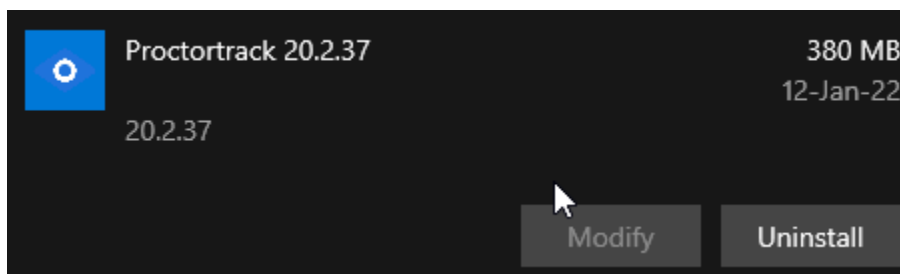 Proctortrack 20.2.37
380 MB
12-Jan-22
20.2.37
Modify
Uninstall